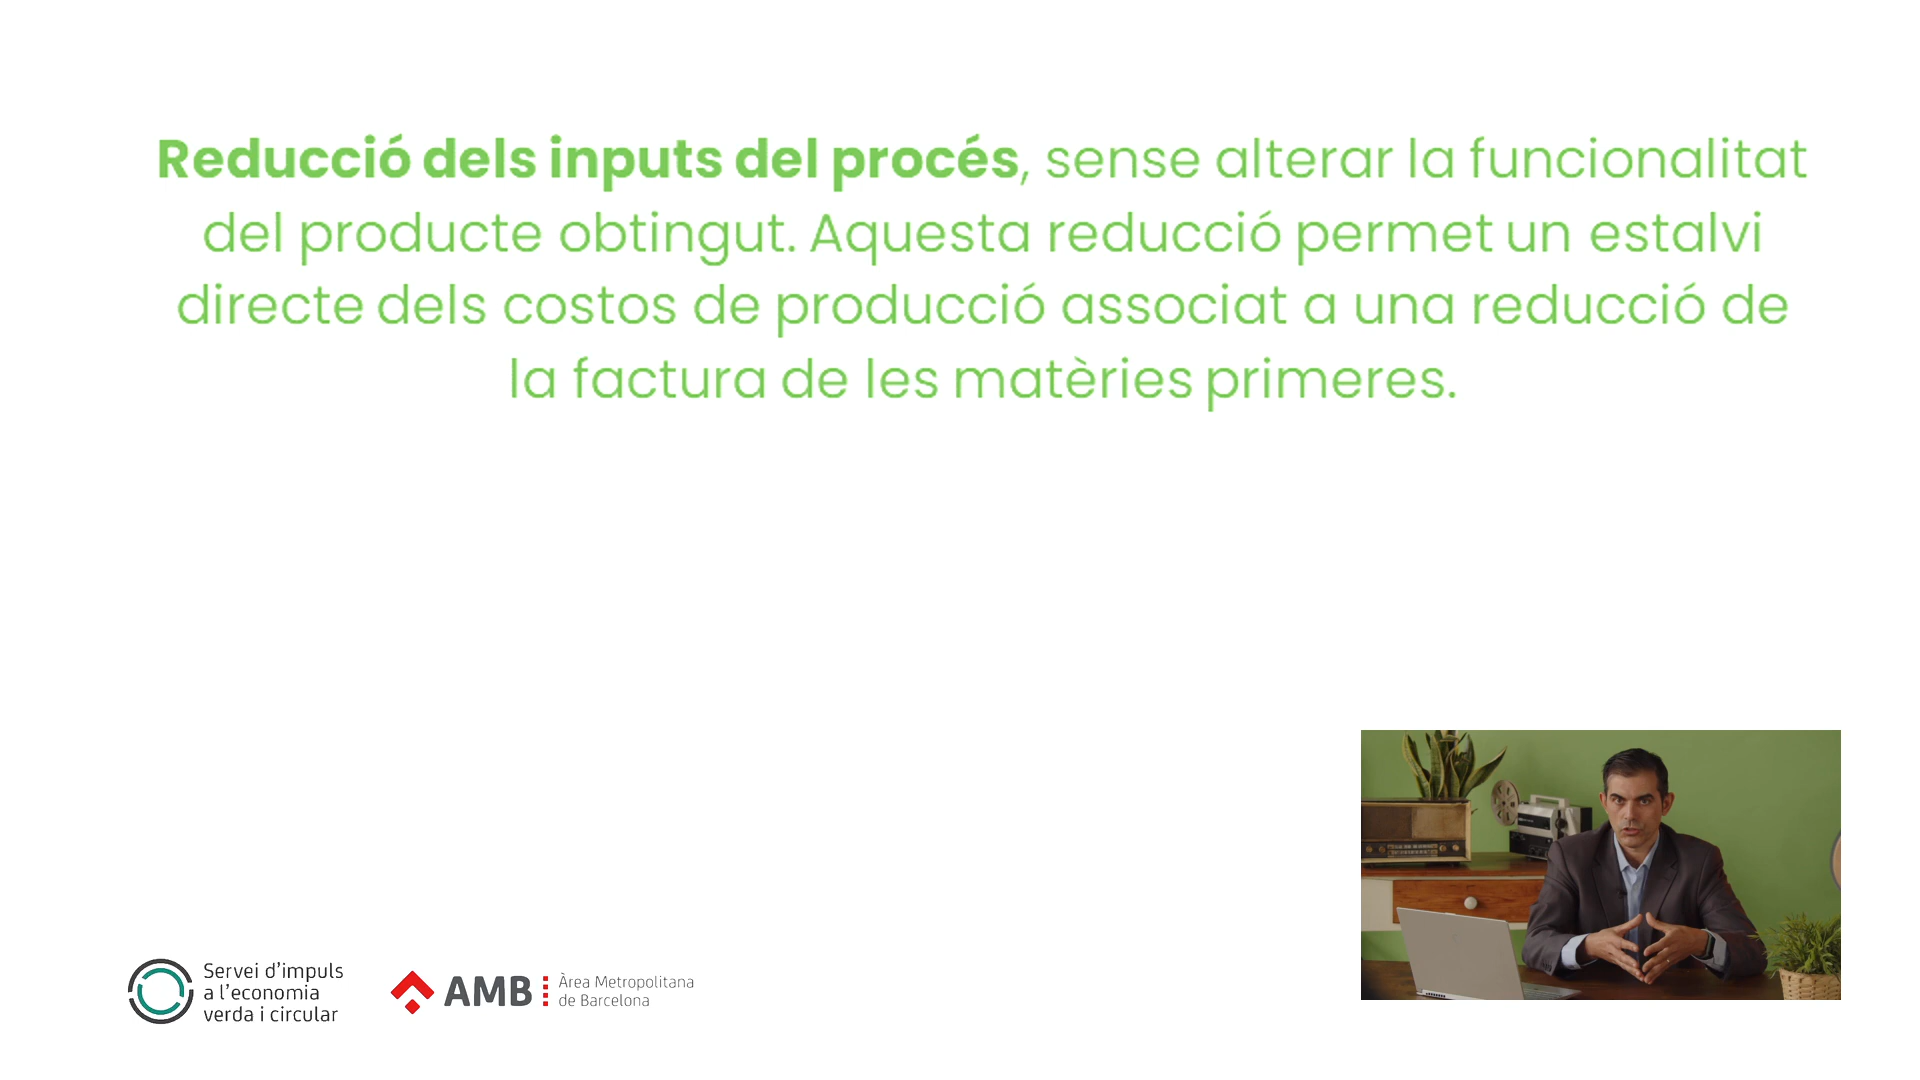 Reducció dels inputs del procés, sense alterar la funcionalitat
del producte obtingut. Aquesta reducció permet un estalvi
directe dels costos de producció associat a una reducció de
la factura de les matèries primeres.
Servei d'impuls
a l'economia
verda i circular
AMB
Àrea Metropolitana
de Barcelona